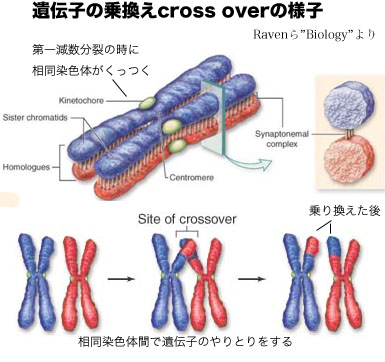 遺伝子の乗換えcross overの様子
Ravenら"Biology"より
第一減数分裂の時に
相同染色体がくっつく
Kinetochore
Sister chromatids
Homologues
Centromere
Synaptonemal
complex
Site of crossover
乗り換えた後
相同染色体間で遺伝子のやりとりをする